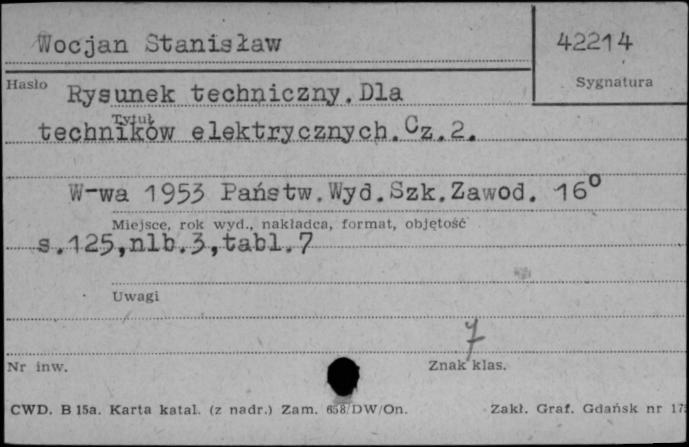 Wocjan Stanisław
42214
Hasło
Sygnatura
Rysunek techniczny. Dla
Tytuł
techników elektrycznych. Cz. 2.
W-wa 1953 Państw. Wyd. Szk. Zawod. 16°
Miejsce, rok wyd., nakładca, format, objętość
s. 125, nlb. 3, tabl. 7
Uwagi
7
Nr inw.
Znak klas.
CWD. B 15a. Karta katal. (z nadr.) Zam. 658/DW/On.
Zakł. Graf. Gdańsk nr